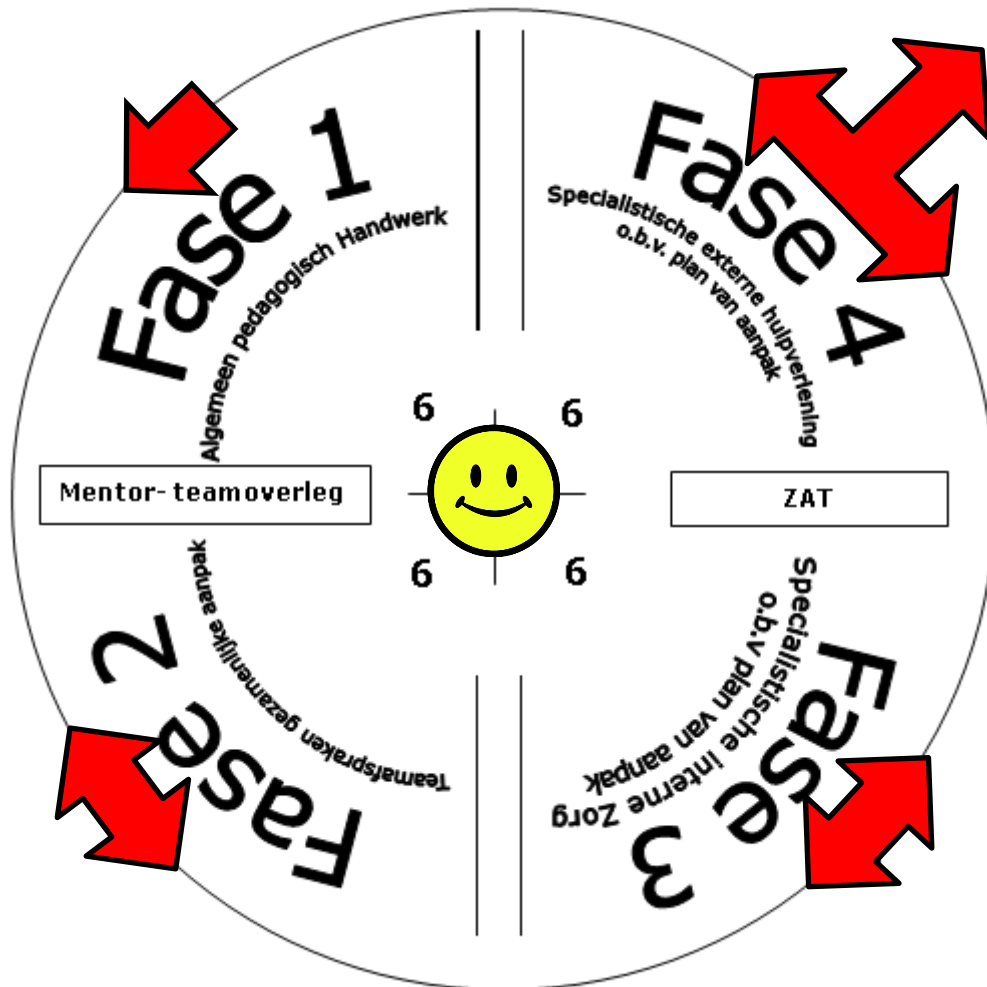 Fase 1
Algemeen pedagogisch Handwerk
Fase 4
Specialistische externe hulpverlening
o.b.v. plan van aanpak
6
6
Mentor-teamoverleg
ZAT
6
6
Fase 2
Teamafspraken gezamenlijke aanpak
Fase 3
Specialistische interne Zorg
o.b.v plan van aanpak